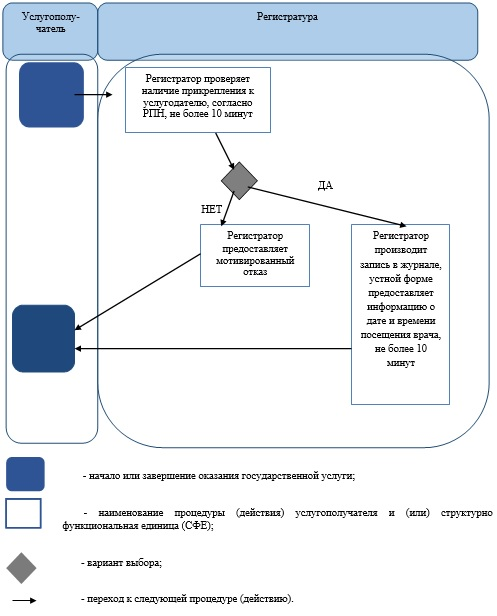 Услугополу-
чатель
Регистратура
Регистратор проверяет
наличие прикрепления к
услугодателю, согласно
РПН, не более 10 минут
НЕТ
ДА
Регистратор
предоставляет
мотивированный
отказ
Регистратор
производит
запись в журнале,
устной форме
предоставляет
информацию о
дате и времени
посещения врача,
не более 10
минут
- начало или завершение оказания государственной услуги;
- наименование процедуры (действия) услугополучателя и (или) структурно
функциональная единица (СФЕ);
- вариант выбора;
- переход к следующей процедуре (действию).